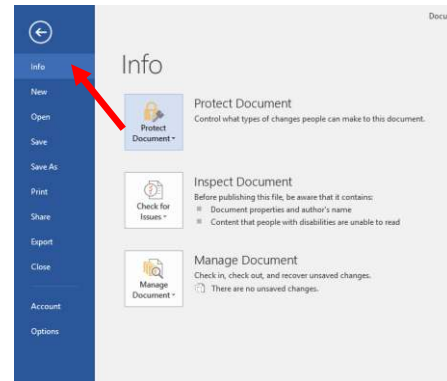 Docu
Info
New
Open
Save
Save As
Print
Share
Export
Close
Account
Options
Info
Protect
Document
Protect Document
Control what types of changes people can make to this document.
Check for
Issues
Inspect Document
Before publishing this file, be aware that it contains:
Document properties and author's name
Content that people with disabilities are unable to read
Manage
Document
Manage Document
Check in, check out, and recover unsaved changes.
There are no unsaved changes.